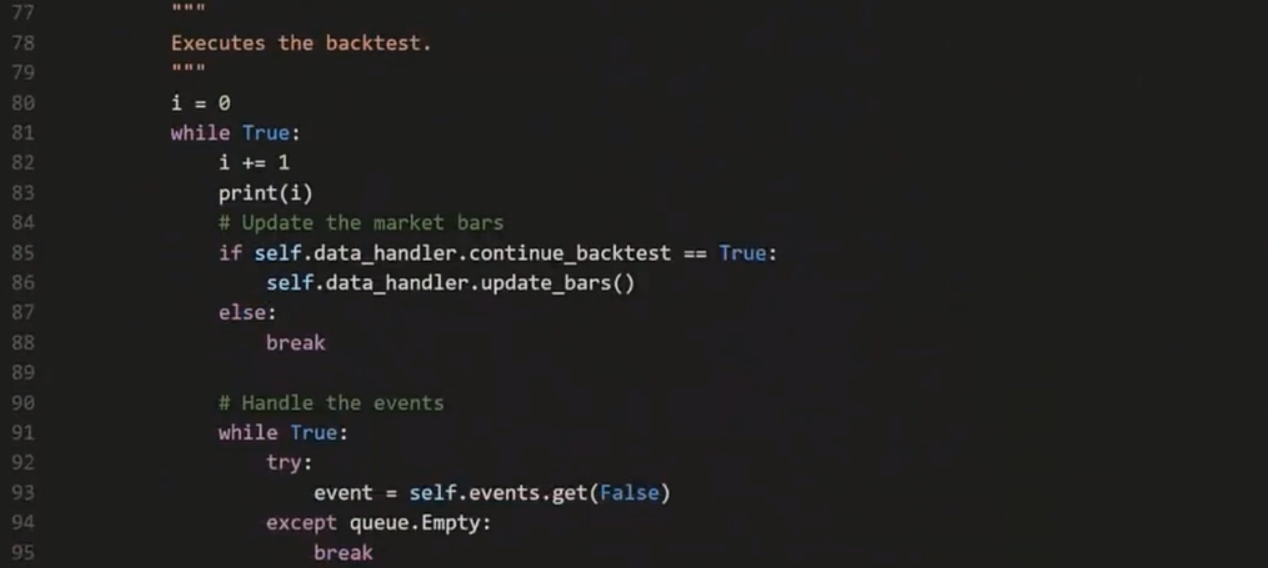 77 """
78 Executes the backtest.
79 """
80 i = 0
81 while True:
82 i += 1
83 print(i)
84 # Update the market bars
85 if self.data_handler.continue_backtest == True:
86 self.data_handler.update_bars()
87 else:
88 break
89
90 # Handle the events
91 while True:
92 try:
93 event = self.events.get(False)
94 except queue.Empty:
95 break